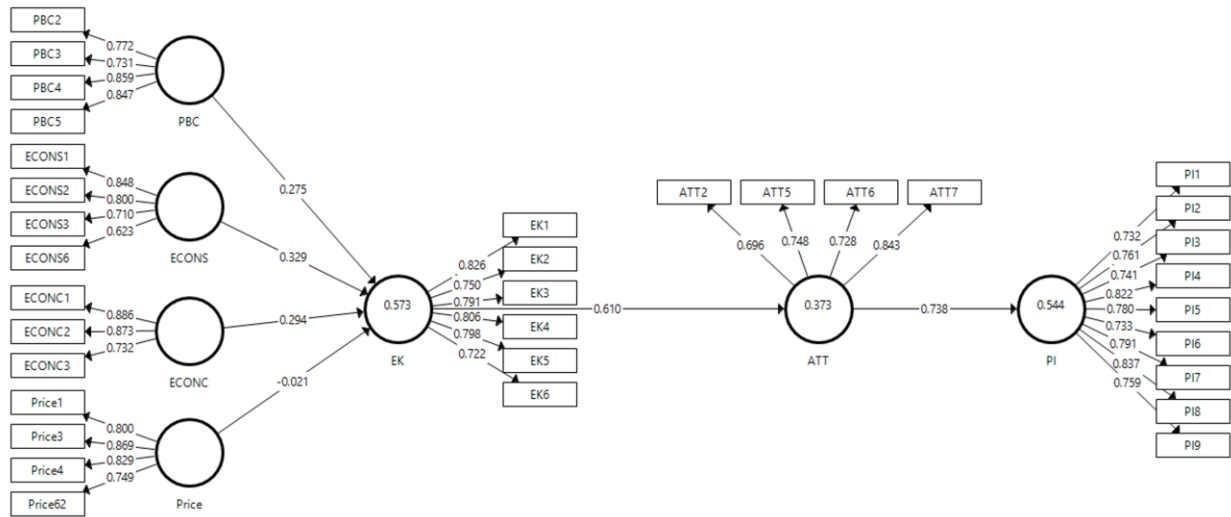 PBC2
PBC3
PBC4
PBC5
0.772
0.731
0.859
0.847
PBC
ECONS1
ECONS2
ECONS3
ECONS6
0.848
0.800
0.710
0.623
ECONS
ECONC1
ECONC2
ECONC3
0.886
0.873
0.732
ECONC
Price1
Price3
Price4
Price62
0.800
0.869
0.829
0.749
Price
0.275
0.329
0.294
-0.021
0.573
EK
0.826
0.750
0.791
0.806
0.798
0.722
EK1
EK2
EK3
EK4
EK5
EK6
0.610
ATT2
ATT5
ATT6
ATT7
0.696
0.748
0.728
0.843
0.373
ATT
0.738
0.544
PI
0.732
0.761
0.741
0.822
0.780
0.733
0.791
0.837
0.759
PI1
PI2
PI3
PI4
PI5
PI6
PI7
PI8
PI9